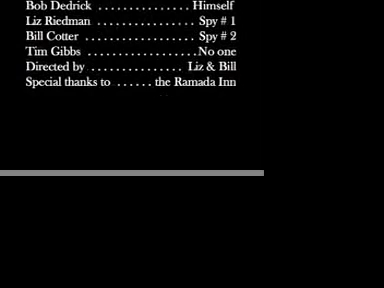 Bob Dedrick . . . . . . . . . . . . . . . Himself
Liz Riedman . . . . . . . . . . . . . . . . Spy # 1
Bill Cotter . . . . . . . . . . . . . . . . . . Spy # 2
Tim Gibbs . . . . . . . . . . . . . . . . . . No one
Directed by . . . . . . . . . . . . . . . Liz & Bill
Special thanks to . . . . . . the Ramada Inn